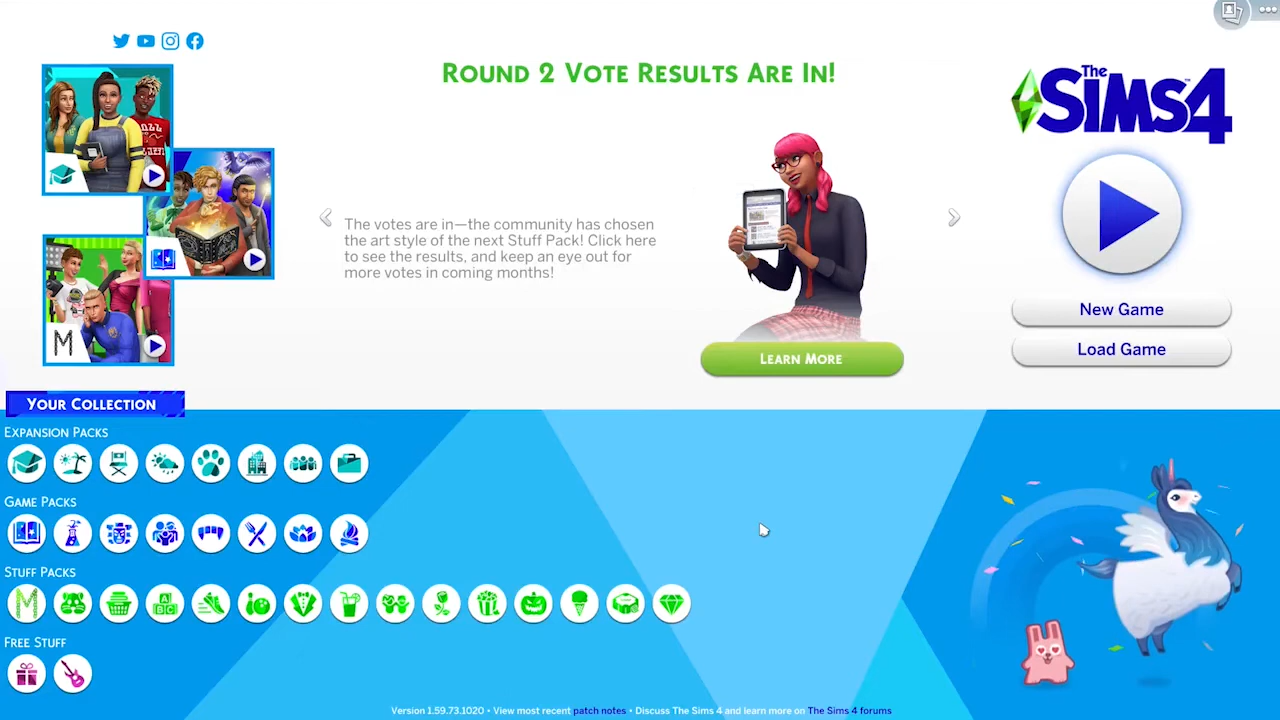 ROUND 2 VOTE RESULTS ARE IN!
The Sims 4
The votes are in—the community has chosen
the art style of the next Stuff Pack! Click here
to see the results, and keep an eye out for
more votes in coming months!
LEARN MORE
New Game
Load Game
M
YOUR COLLECTION
EXPANSION PACKS
GAME PACKS
STUFF PACKS
M
A
BC
FREE STUFF
Version 1.59.73.1020 • View most recent patch notes • Discuss The Sims 4 and learn more on The Sims 4 forums